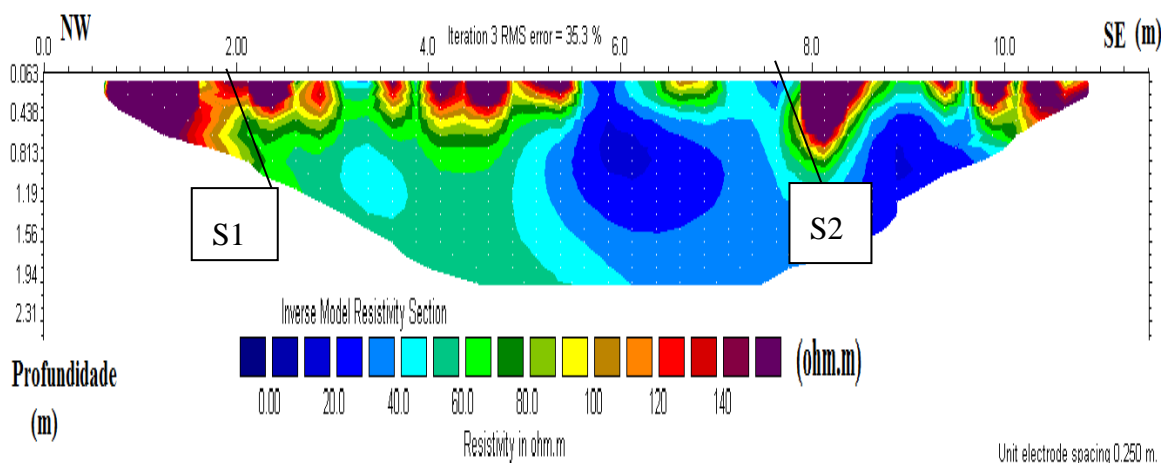 NW
Iteration 3 RMS error = 35.3 %
SE (m)
0.0 2.00 4.0 6.0 8.0 10.0
0.063
0.438
0.813
1.19
1.56
1.94
2.31
S1
S2
Inverse Model Resistivity Section
(ohm.m)
0.00 20.0 40.0 60.0 80.0 100 120 140
Resistivity in ohm.m
Profundidade
(m)
Unit electrode spacing 0.250 m.